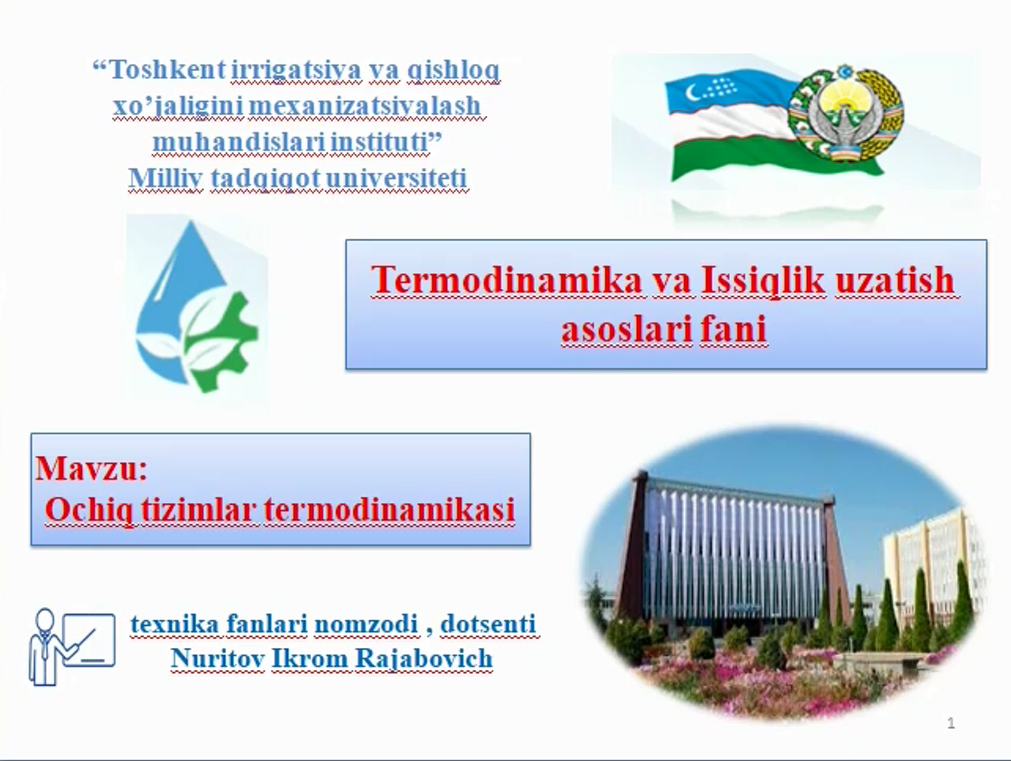 “Toshkent irrigatsiya va qishloq
xo’jaligini mexanizatsiyalash
muhandislari instituti”
Milliy tadqiqot universiteti
Termodinamika va Issiqlik uzatish
asoslari fani
Mavzu:
Ochiq tizimlar termodinamikasi
texnika fanlari nomzodi , dotsenti
Nuritov Ikrom Rajabovich
1